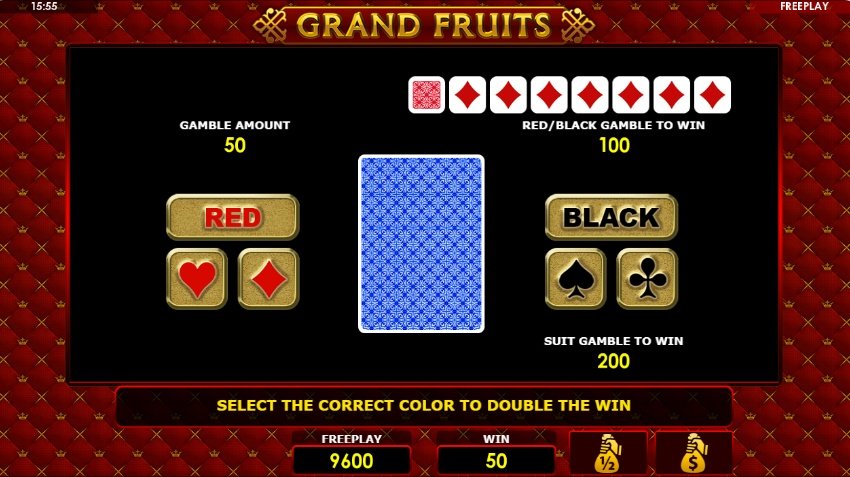 15:55
FREEPLAY
GRAND FRUITS
GAMBLE AMOUNT
50
RED/BLACK GAMBLE TO WIN
100
RED
BLACK
SUIT GAMBLE TO WIN
200
SELECT THE CORRECT COLOR TO DOUBLE THE WIN
FREEPLAY
9600
WIN
50
½
$